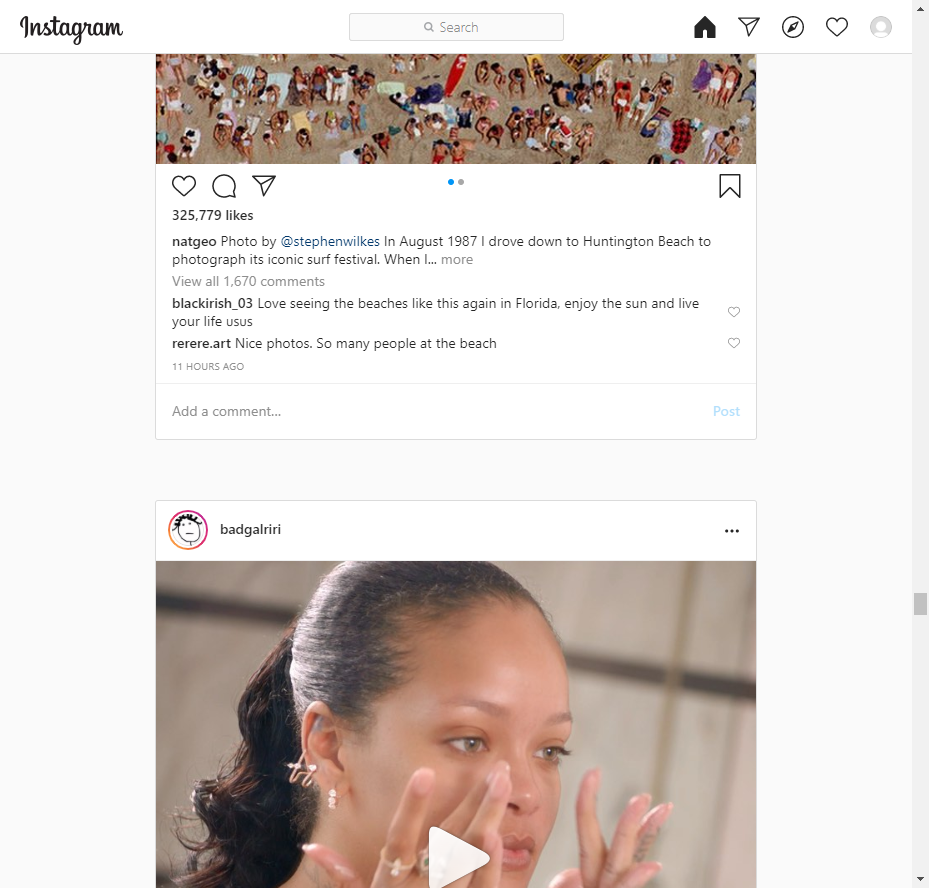 Instagram
Search
325,779 likes
natgeo Photo by @stephenwilkes In August 1987 I drove down to Huntington Beach to
photograph its iconic surf festival. When I... more
View all 1,670 comments
blackirish_03 Love seeing the beaches like this again in Florida, enjoy the sun and live
your life usus
rerere.art Nice photos. So many people at the beach
11 HOURS AGO
Add a comment... Post
badgalriri